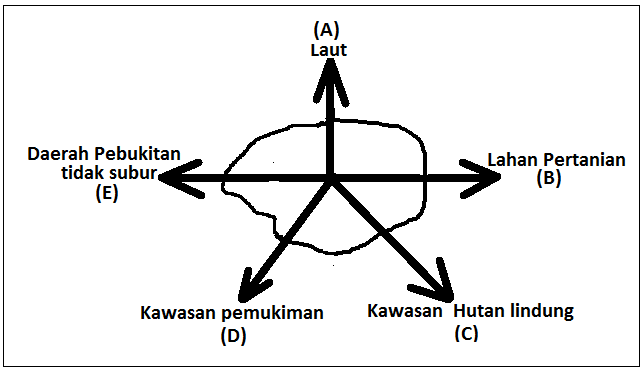 (A)
Laut
Daerah Pebukitan
tidak subur
(E)
Lahan Pertanian
(B)
Kawasan pemukiman
(D)
Kawasan Hutan lindung
(C)